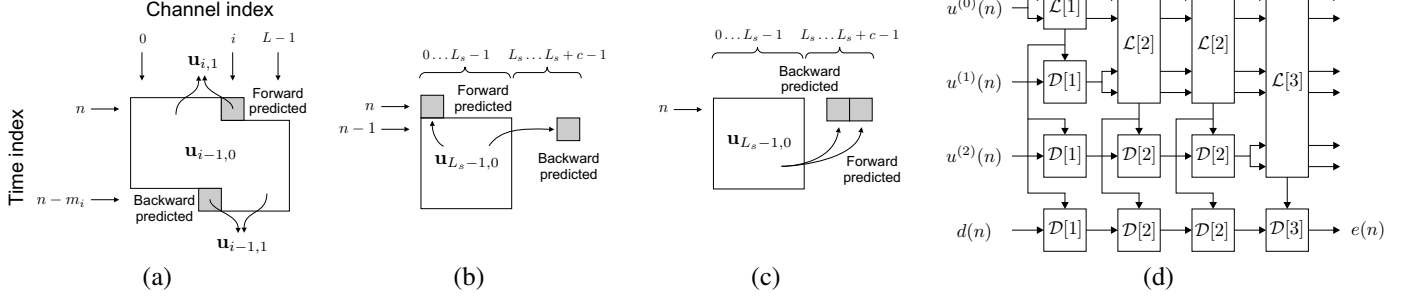 Channel index
0
i
L − 1
u_{i,1}
n
Forward
predicted
u_{i−1,0}
Time index
n − m_i
Backward
predicted
u_{i−1,1}
(a)
0 … L_s − 1
L_s … L_s + c − 1
n
Forward
predicted
n − 1
u_{L_s−1,0}
Backward
predicted
(b)
0 … L_s − 1
L_s … L_s + c − 1
Backward
predicted
n
u_{L_s−1,0}
Forward
predicted
(c)
u^{(0)}(n)
ℒ[1]
ℒ[2]
ℒ[2]
u^{(1)}(n)
𝒟[1]
ℒ[3]
u^{(2)}(n)
𝒟[1]
𝒟[2]
𝒟[2]
d(n)
𝒟[1]
𝒟[2]
𝒟[2]
𝒟[3]
e(n)
(d)